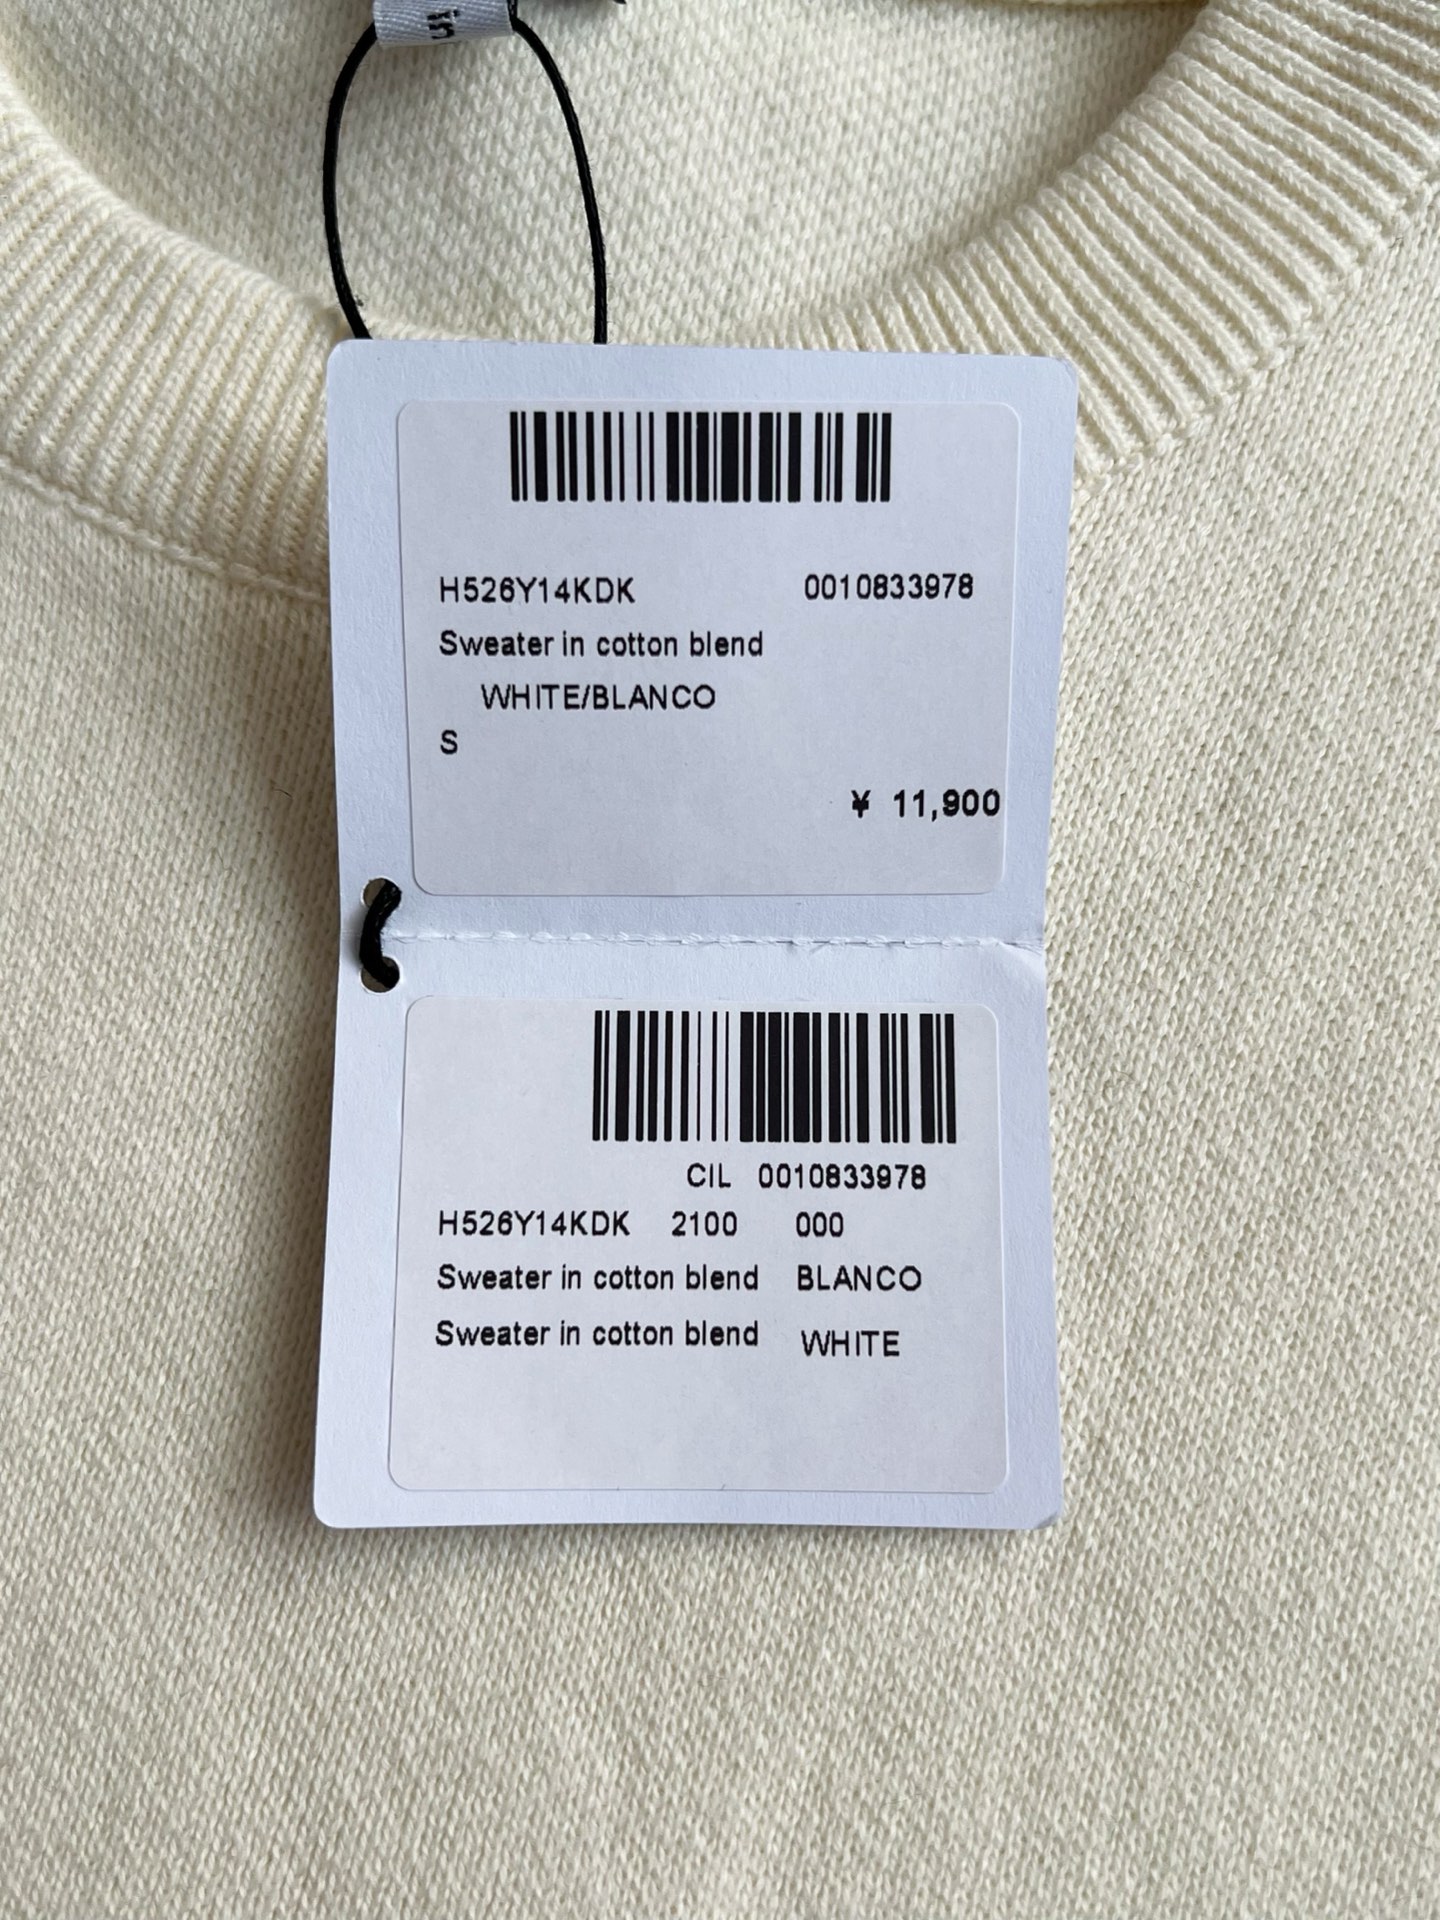 H526Y14KDK 0010833978
Sweater in cotton blend
WHITE/BLANCO
S
¥ 11,900
CIL 0010833978
H526Y14KDK 2100 000
Sweater in cotton blend BLANCO
Sweater in cotton blend WHITE